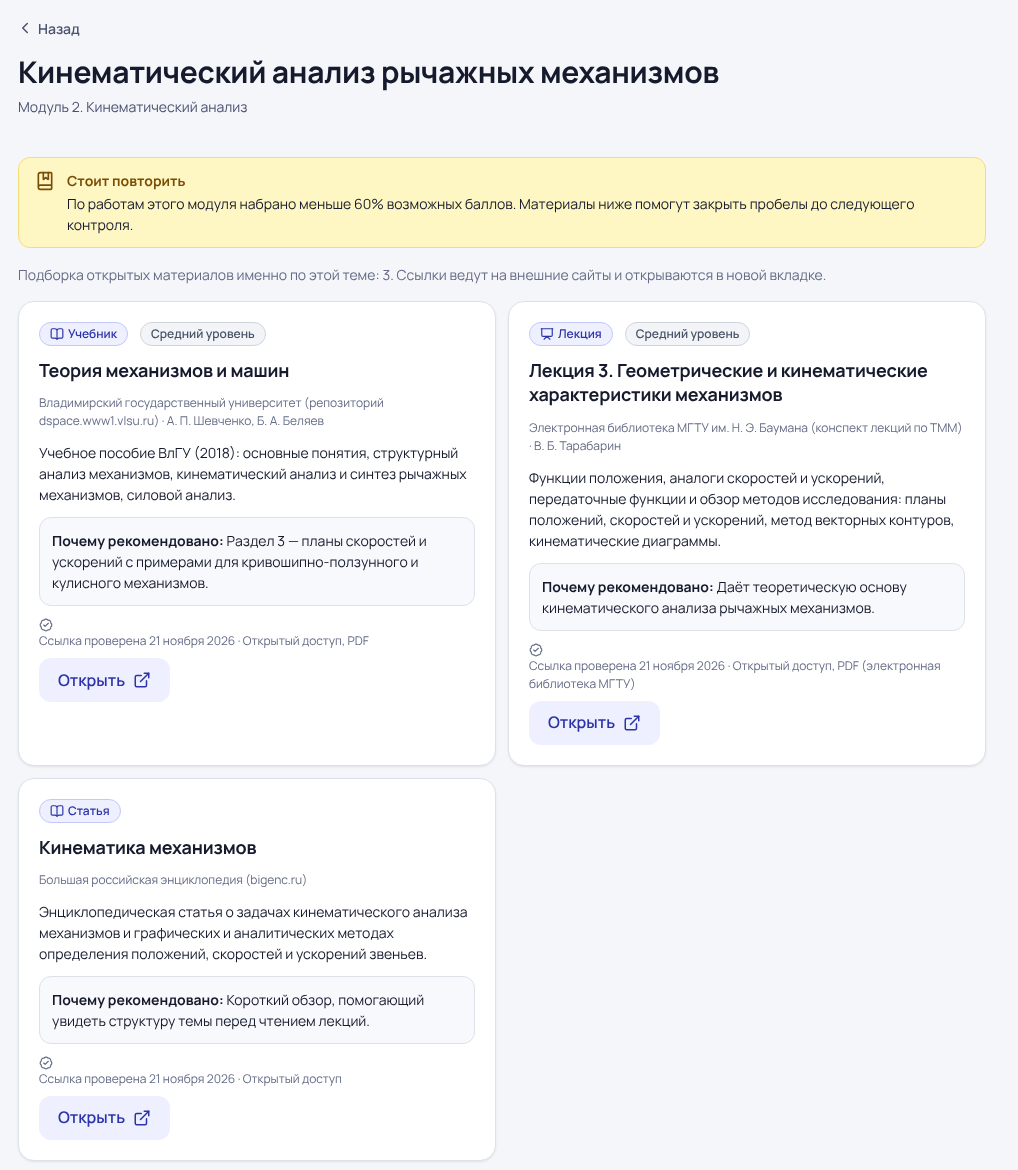 Назад
Кинематический анализ рычажных механизмов
Модуль 2. Кинематический анализ
Стоит повторить
По работам этого модуля набрано меньше 60% возможных баллов. Материалы ниже помогут закрыть пробелы до следующего
контроля.
Подборка открытых материалов именно по этой теме: 3. Ссылки ведут на внешние сайты и открываются в новой вкладке.
Учебник
Средний уровень
Теория механизмов и машин
Владимирский государственный университет (репозиторий
dspace.www1.vlsu.ru) · А. П. Шевченко, Б. А. Беляев
Учебное пособие ВлГУ (2018): основные понятия, структурный
анализ механизмов, кинематический анализ и синтез рычажных
механизмов, силовой анализ.
Почему рекомендовано: Раздел 3 — планы скоростей и
ускорений с примерами для кривошипно-ползунного и
кулисного механизмов.
Ссылка проверена 21 ноября 2026 · Открытый доступ, PDF
Открыть
Лекция
Средний уровень
Лекция 3. Геометрические и кинематические
характеристики механизмов
Электронная библиотека МГТУ им. Н. Э. Баумана (конспект лекций по ТММ)
· В. Б. Тарабарин
Функции положения, аналоги скоростей и ускорений,
передаточные функции и обзор методов исследования: планы
положений, скоростей и ускорений, метод векторных контуров,
кинематические диаграммы.
Почему рекомендовано: Даёт теоретическую основу
кинематического анализа рычажных механизмов.
Ссылка проверена 21 ноября 2026 · Открытый доступ, PDF (электронная
библиотека МГТУ)
Открыть
Статья
Кинематика механизмов
Большая российская энциклопедия (bigenc.ru)
Энциклопедическая статья о задачах кинематического анализа
механизмов и графических и аналитических методах
определения положений, скоростей и ускорений звеньев.
Почему рекомендовано: Короткий обзор, помогающий
увидеть структуру темы перед чтением лекций.
Ссылка проверена 21 ноября 2026 · Открытый доступ
Открыть